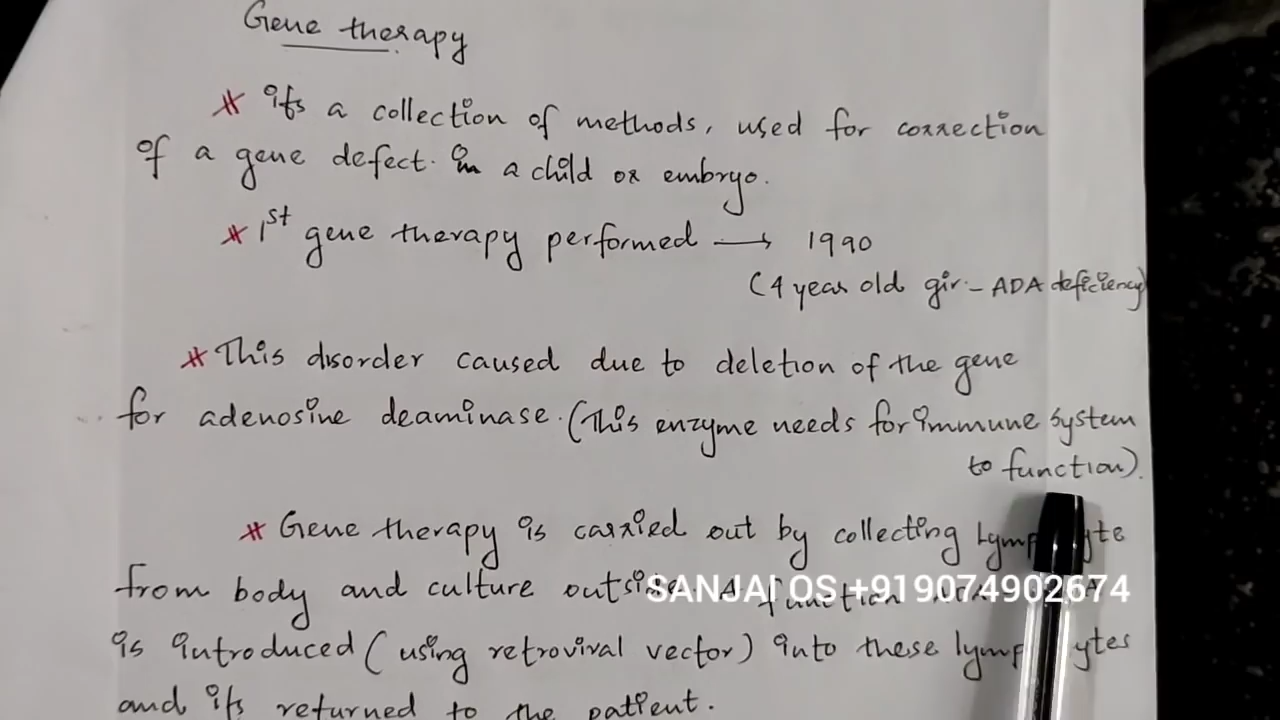 Gene therapy
* its a collection of methods, used for correction
of a gene defect. in a child or embryo.
* 1st gene therapy performed → 1990
(4 year old gir - ADA deficiency)
* This disorder caused due to deletion of the gene
for adenosine deaminase. (This enzyme needs for immune system
to function).
* Gene therapy is carried out by collecting
from body and culture function
SANJAI OS +919074902674
is introduced (using retroviral vector) into these
and its returned to the patient.